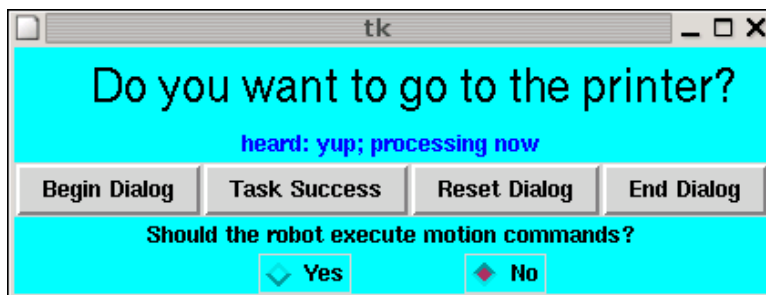 tk
Do you want to go to the printer?
heard: yup; processing now
Begin Dialog Task Success Reset Dialog End Dialog
Should the robot execute motion commands?
Yes No